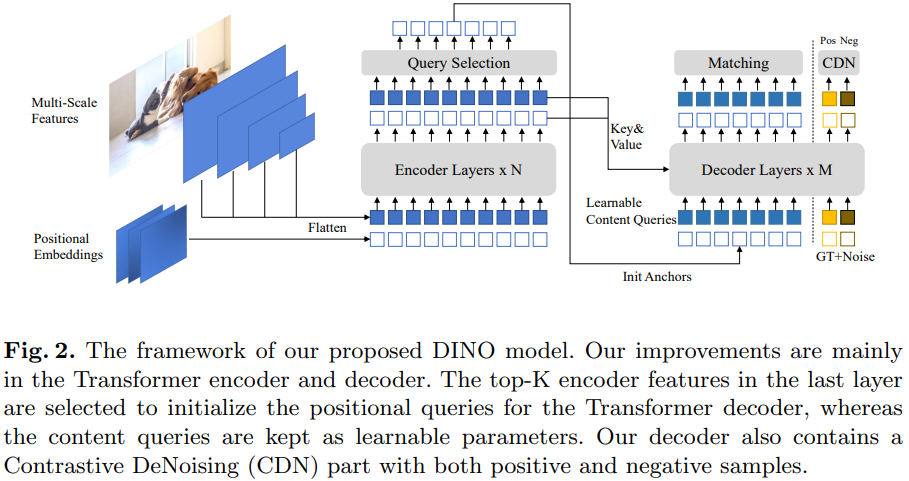 Multi-Scale
Features
Positional
Embeddings
Flatten
Query Selection
Encoder Layers x N
Key&
Value
Learnable
Content Queries
Init Anchors
Matching
Pos Neg
CDN
Decoder Layers x M
GT+Noise
Fig. 2. The framework of our proposed DINO model. Our improvements are mainly
in the Transformer encoder and decoder. The top-K encoder features in the last layer
are selected to initialize the positional queries for the Transformer decoder, whereas
the content queries are kept as learnable parameters. Our decoder also contains a
Contrastive DeNoising (CDN) part with both positive and negative samples.